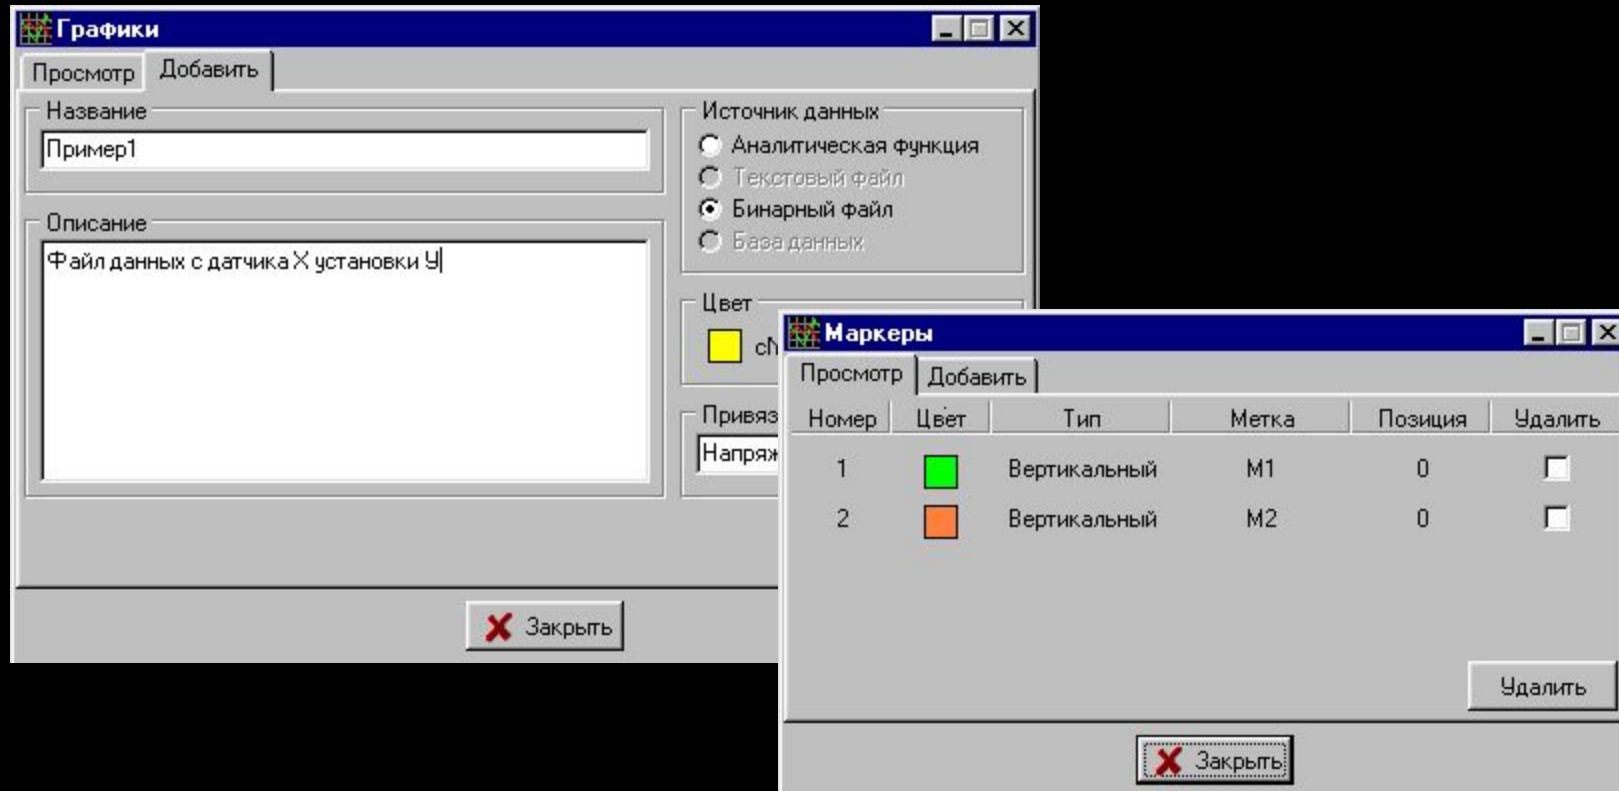 Графики
Просмотр Добавить
Название
Пример1
Описание
Файл данных с датчика X установки У
Источник данных
Аналитическая функция
Текстовый файл
Бинарный файл
База данных
Цвет
Закрыть
Маркеры
Просмотр Добавить
Номер Цвет Тип Метка Позиция Удалить
1 Вертикальный M1 0
2 Вертикальный M2 0
Удалить
Закрыть